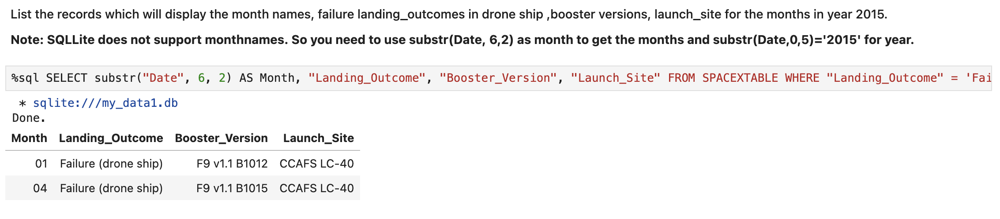 List the records which will display the month names, failure landing_outcomes in drone ship ,booster versions, launch_site for the months in year 2015.
Note: SQLLite does not support monthnames. So you need to use substr(Date, 6,2) as month to get the months and substr(Date,0,5)='2015' for year.
%sql SELECT substr("Date", 6, 2) AS Month, "Landing_Outcome", "Booster_Version", "Launch_Site" FROM SPACEXTABLE WHERE "Landing_Outcome" = 'Fai
* sqlite:///my_data1.db
Done.
Month Landing_Outcome Booster_Version Launch_Site
01 Failure (drone ship) F9 v1.1 B1012 CCAFS LC-40
04 Failure (drone ship) F9 v1.1 B1015 CCAFS LC-40